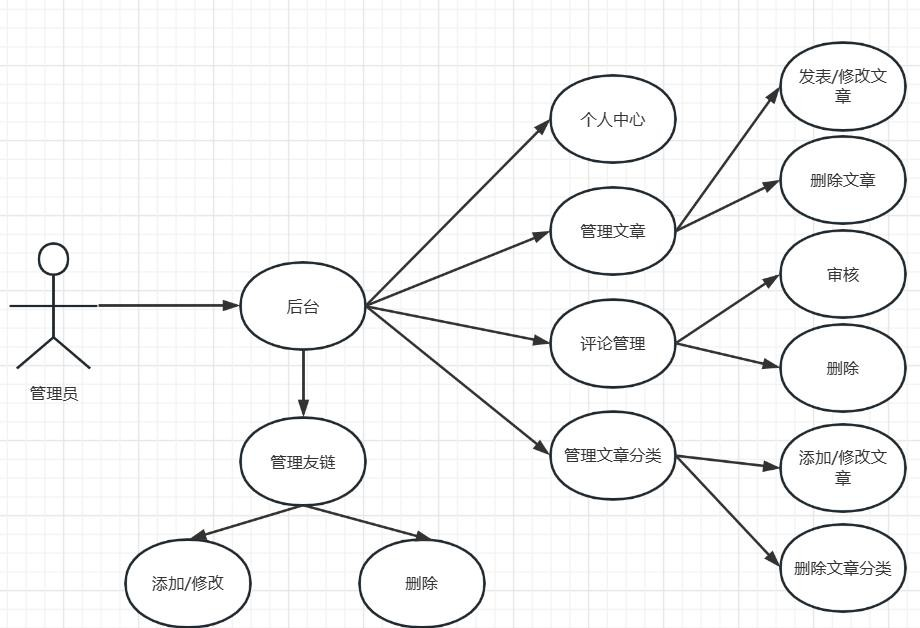 发表/修改文
章
个人中心
删除文章
管理文章
审核
后台
评论管理
删除
管理员
管理友链
管理文章分类
添加/修改文
章
删除文章分类
添加/修改
删除